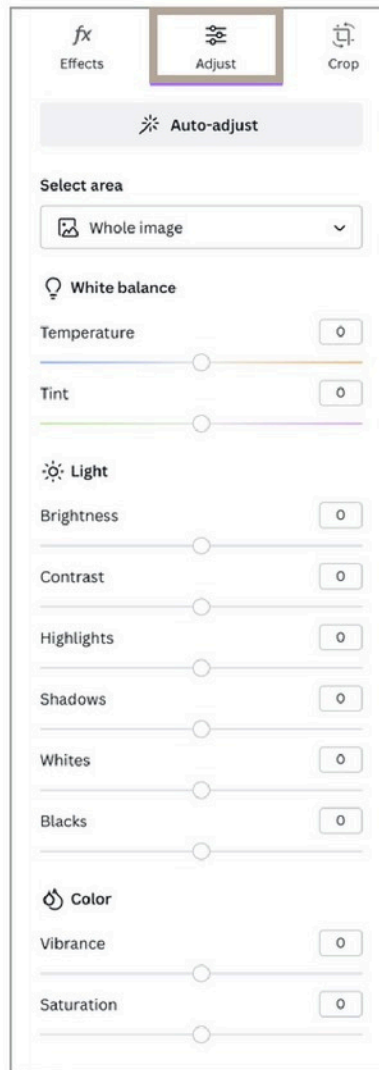 fx
Effects
Adjust
Crop
Auto-adjust
Select area
Whole image
White balance
Temperature 0
Tint 0
Light
Brightness 0
Contrast 0
Highlights 0
Shadows 0
Whites 0
Blacks 0
Color
Vibrance 0
Saturation 0